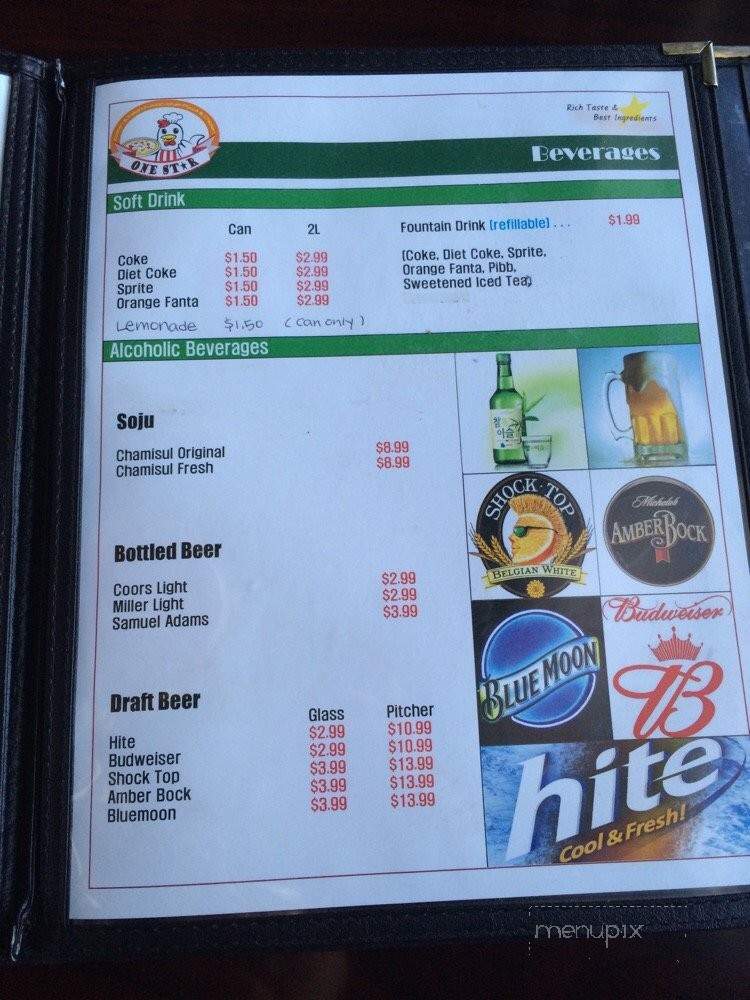 Rich Taste &
Best Ingredients
ONE ST★R
Beverages
Soft Drink
Can 2L
Coke $1.50 $2.99
Diet Coke $1.50 $2.99
Sprite $1.50 $2.99
Orange Fanta $1.50 $2.99
Lemonade $1.50 (can only)
Fountain Drink (refillable) . . . $1.99
(Coke, Diet Coke, Sprite,
Orange Fanta, Pibb,
Sweetened Iced Tea)
Alcoholic Beverages
Soju
Chamisul Original $8.99
Chamisul Fresh $8.99
Bottled Beer
Coors Light $2.99
Miller Light $2.99
Samuel Adams $3.99
Draft Beer
Glass Pitcher
Hite $2.99 $10.99
Budweiser $2.99 $10.99
Shock Top $3.99 $13.99
Amber Bock $3.99 $13.99
Bluemoon $3.99 $13.99
참
이슬
SHOCK·TOP
BELGIAN WHITE
Michelob
AMBERBOCK
BLUE MOON
Budweiser
B
hite
Cool & Fresh!
menupix